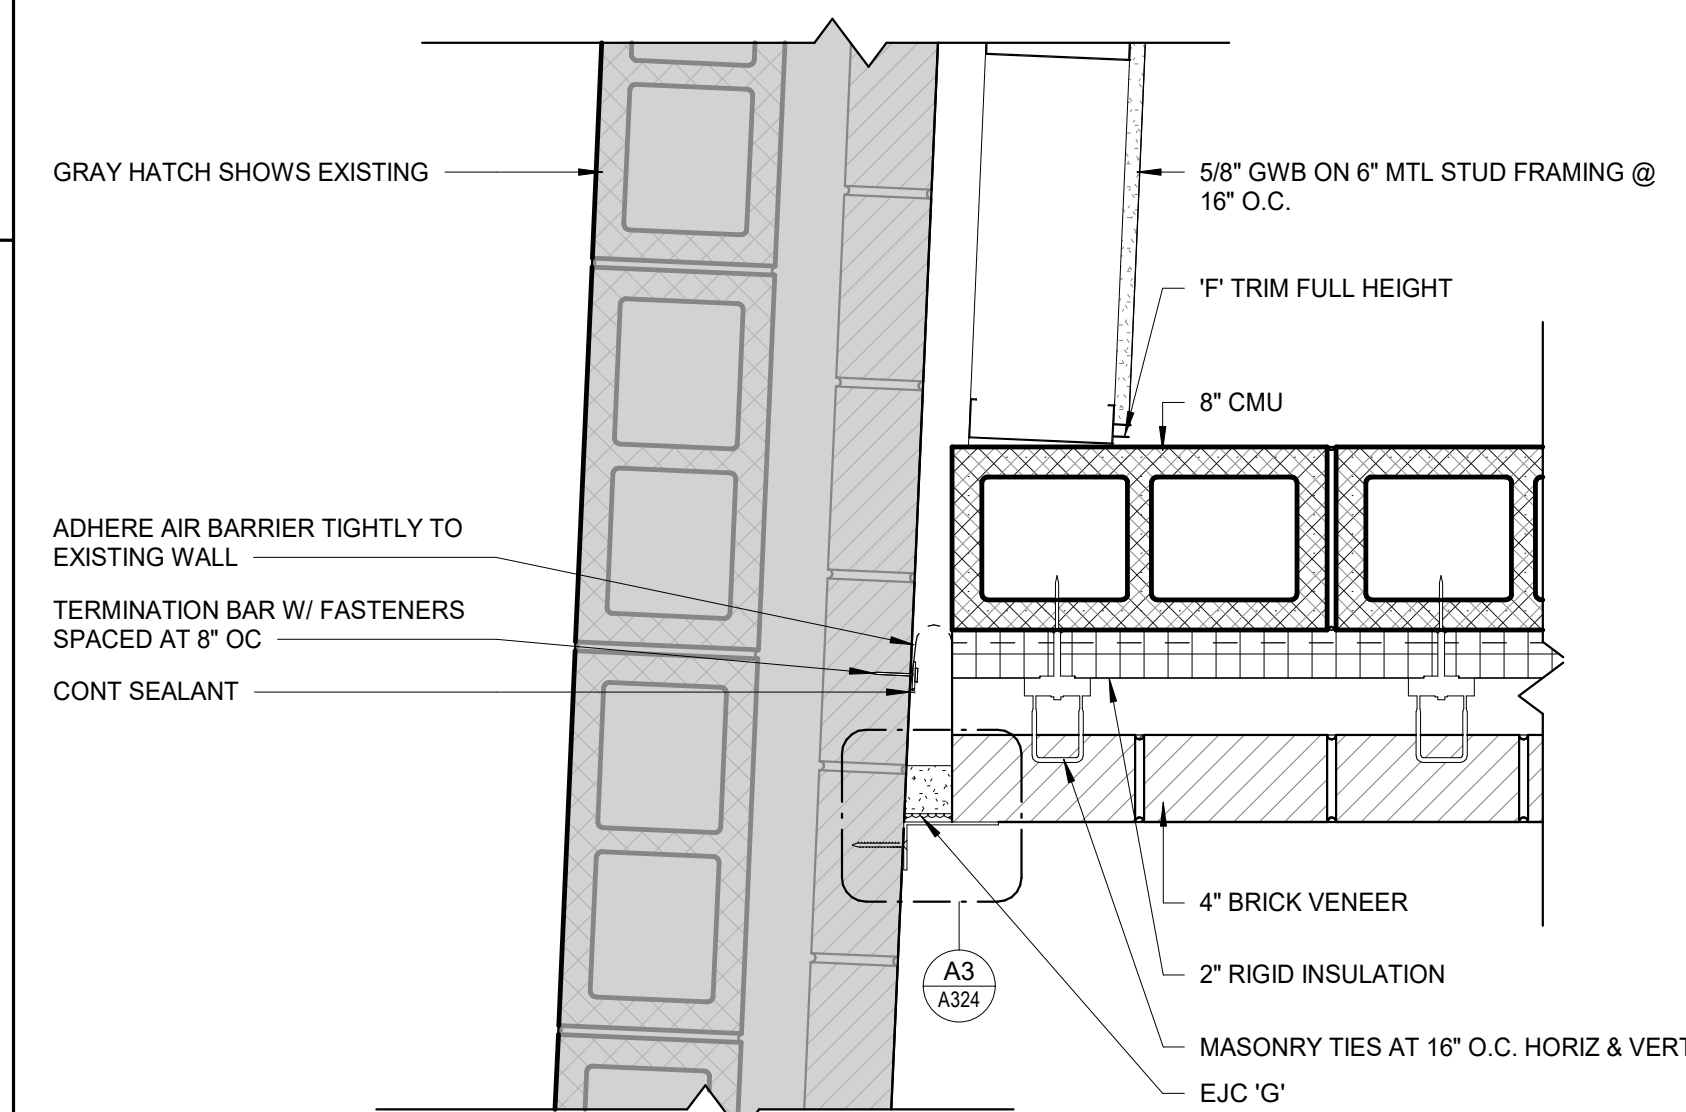 GRAY HATCH SHOWS EXISTING
5/8" GWB ON 6" MTL STUD FRAMING @
16" O.C.
'F' TRIM FULL HEIGHT
8" CMU
ADHERE AIR BARRIER TIGHTLY TO
EXISTING WALL
TERMINATION BAR W/ FASTENERS
SPACED AT 8" OC
CONT SEALANT
4" BRICK VENEER
A3
A324
2" RIGID INSULATION
MASONRY TIES AT 16" O.C. HORIZ & VERT
EJC 'G'